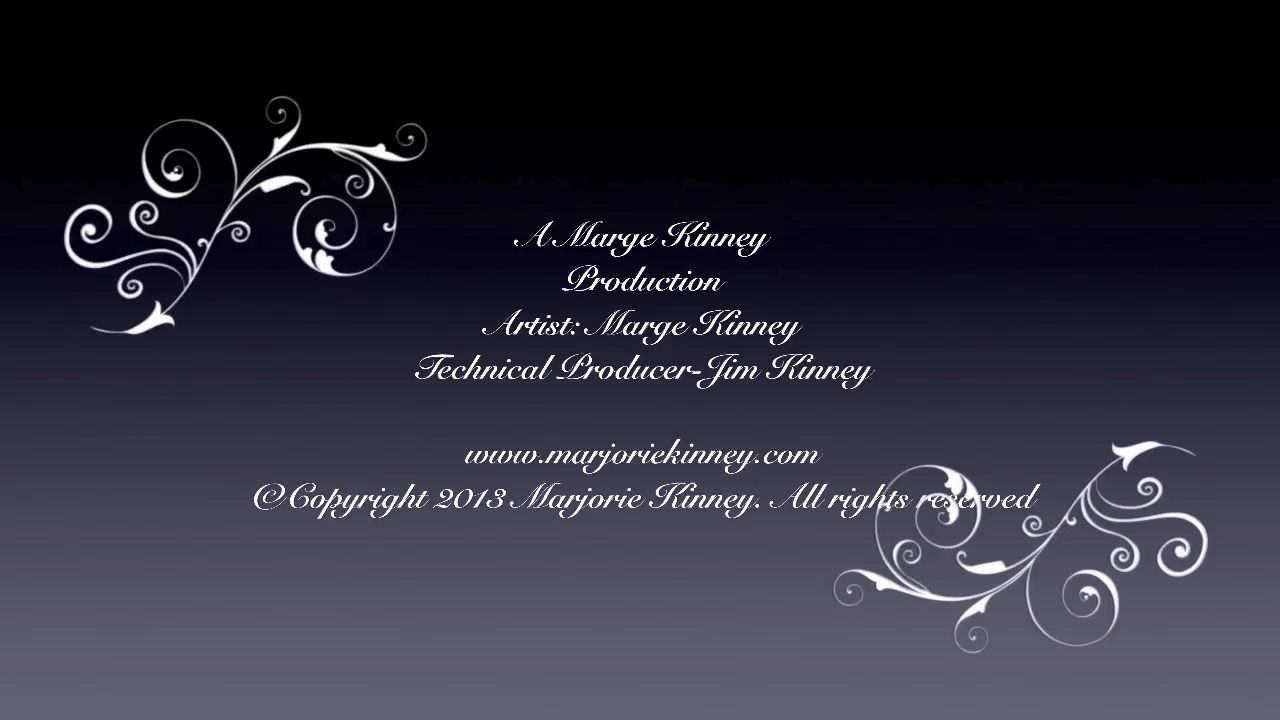 A Marge Kinney
Production
Artist: Marge Kinney
Technical Producer-Jim Kinney
www.marjoriekinney.com
©Copyright 2013 Marjorie Kinney. All rights reserved